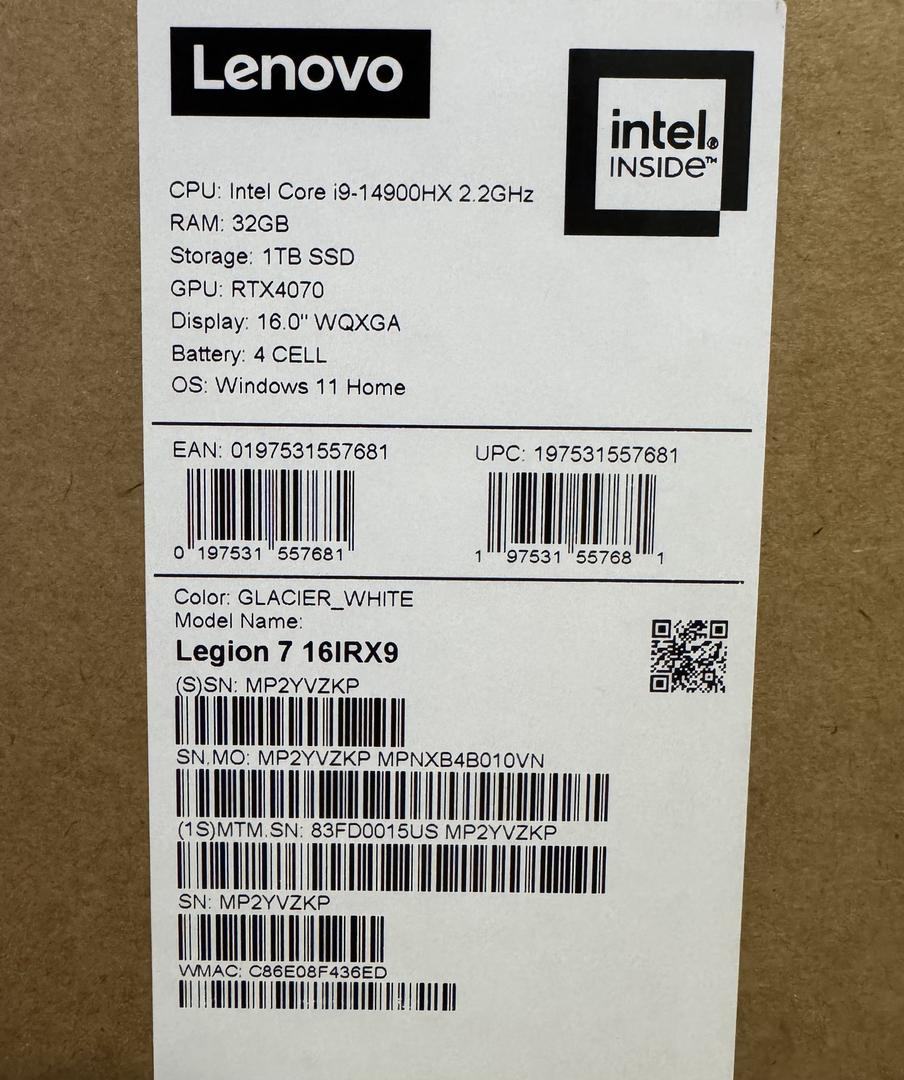 Lenovo
intel®
INSIDe™
CPU: Intel Core i9-14900HX 2.2GHz
RAM: 32GB
Storage: 1TB SSD
GPU: RTX4070
Display: 16.0" WQXGA
Battery: 4 CELL
OS: Windows 11 Home
EAN: 0197531557681 UPC: 197531557681
0 197531 557681 1 97531 55768 1
Color: GLACIER_WHITE
Model Name:
Legion 7 16IRX9
(S)SN: MP2YVZKP
SN,MO: MP2YVZKP MPNXB4B010VN
(1S)MTM,SN: 83FD0015US MP2YVZKP
SN: MP2YVZKP
WMAC: C86E08F436ED